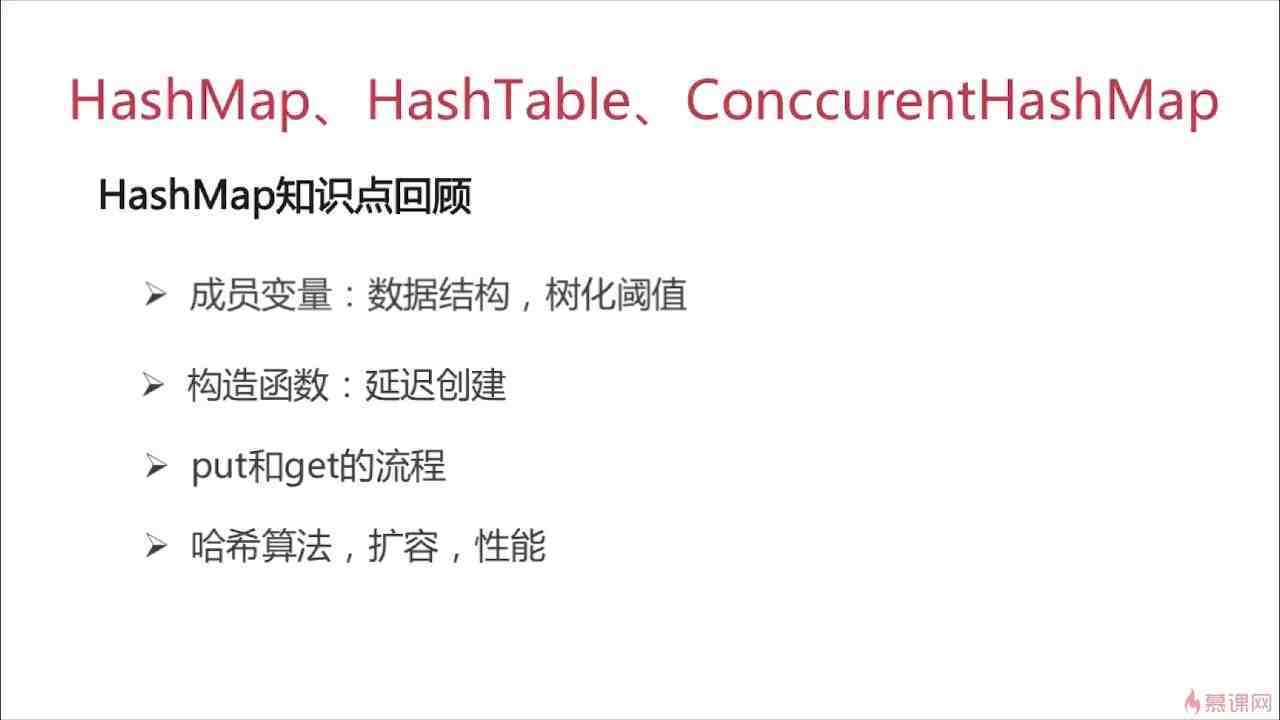 HashMap、HashTable、ConccurentHashMap
HashMap知识点回顾
成员变量：数据结构，树化阈值
构造函数：延迟创建
put和get的流程
哈希算法，扩容，性能
慕课网